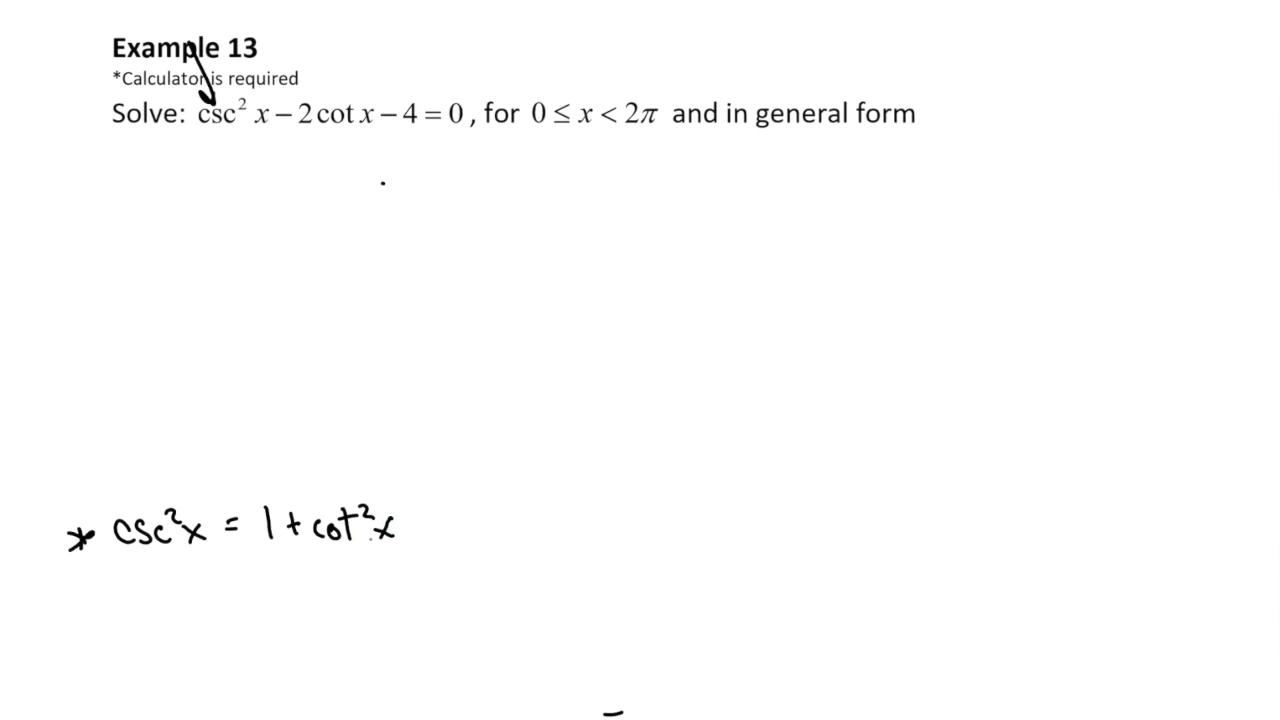 Example 13
*Calculator is required
Solve: csc² x − 2 cot x − 4 = 0 , for 0 ≤ x < 2π and in general form
* csc²x = 1 + cot²x